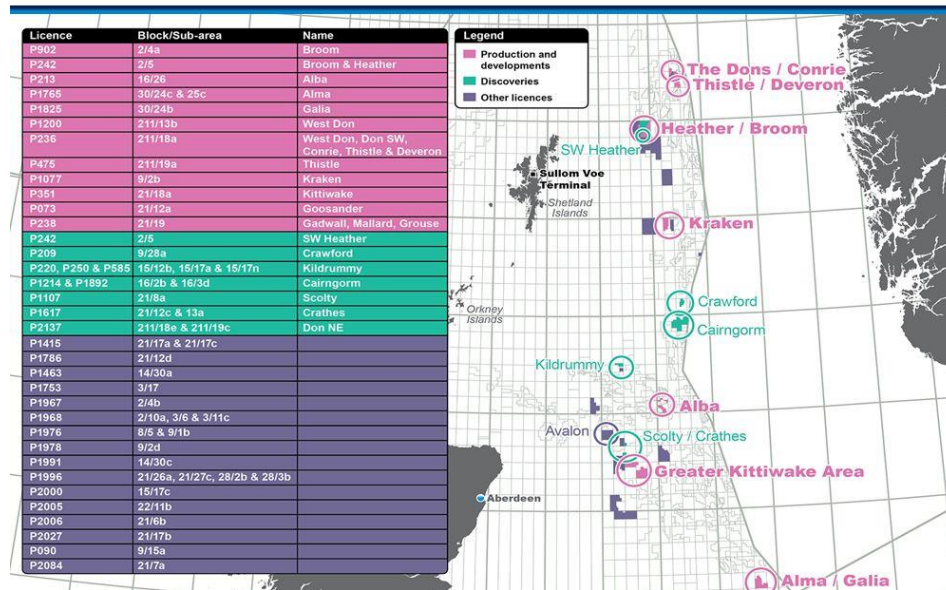 Licence Block/Sub-area Name
P902 2/4a Broom
P242 2/5 Broom & Heather
P213 16/26 Alba
P1765 30/24c & 25c Alma
P1825 30/24b Galia
P1200 211/13b West Don
P236 211/18a West Don, Don SW,
Conrie, Thistle & Deveron
P475 211/19a Thistle
P1077 9/2b Kraken
P351 21/18a Kittiwake
P073 21/12a Goosander
P238 21/19 Gadwall, Mallard, Grouse
P242 2/5 SW Heather
P209 9/28a Crawford
P220, P250 & P585 15/12b, 15/17a & 15/17n Kildrummy
P1214 & P1892 16/2b & 16/3d Cairngorm
P1107 21/8a Scolty
P1617 21/12c & 13a Crathes
P2137 211/18e & 211/19c Don NE
P1415 21/17a & 21/17c
P1786 21/12d
P1463 14/30a
P1753 3/17
P1967 2/4b
P1968 2/10a, 3/6 & 3/11c
P1976 8/5 & 9/1b
P1978 9/2d
P1991 14/30c
P1996 21/26a, 21/27c, 28/2b & 28/3b
P2000 15/17c
P2005 22/11b
P2006 21/6b
P2027 21/17b
P090 9/15a
P2084 21/7a
Legend
Production and
developments
Discoveries
Other licences
The Dons / Conrie
Thistle / Deveron
Heather / Broom
SW Heather
Sullom Voe
Terminal
Shetland
Islands
Kraken
Crawford
Orkney
Islands
Cairngorm
Kildrummy
Alba
Avalon
Scolty / Crathes
Greater Kittiwake Area
Aberdeen
Alma / Galia